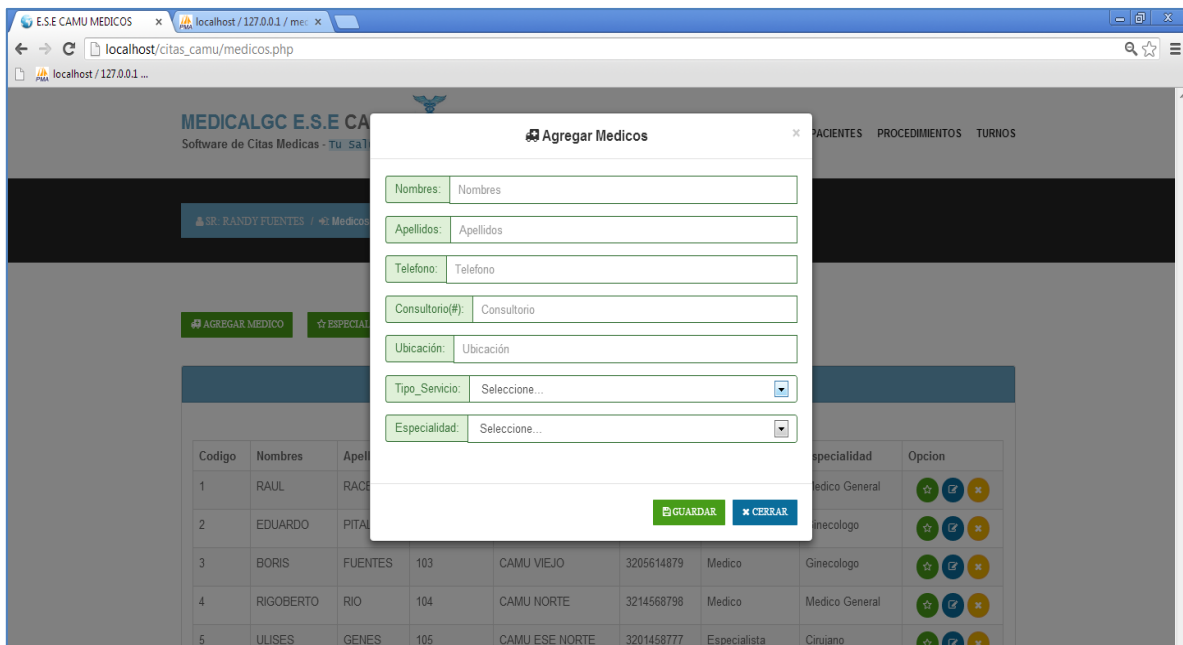 E.S.E CAMU MEDICOS
localhost / 127.0.0.1 / mec
localhost/citas_camu/medicos.php
localhost / 127.0.0.1 ...
MEDICALGC E.S.E CA
Software de Citas Medicas - Tu Sal
PACIENTES PROCEDIMIENTOS TURNOS
SR. RANDY FUENTES / Medicos
AGREGAR MEDICO
Agregar Medicos
Nombres: Nombres
Apellidos: Apellidos
Telefono: Telefono
Consultorio(#): Consultorio
Ubicación: Ubicación
Tipo_Servicio: Seleccione...
Especialidad: Seleccione...
GUARDAR CERRAR
Codigo Nombres Apell specialidad Opcion
1 RAUL RACE Medico General
2 EDUARDO PITAL Ginecologo
3 BORIS FUENTES 103 CAMU VIEJO 3205614879 Medico Ginecologo
4 RIGOBERTO RIO 104 CAMU NORTE 3214568798 Medico Medico General
5 ULISES GENES 105 CAMU ESE NORTE 3201458777 Especialista Cirujano